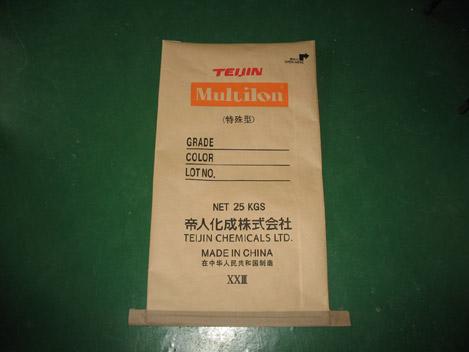 TEIJIN
Multilon®
(特殊型)
GRADE
COLOR
LOT NO.
NET 25 KGS
帝人化成株式会社
TEIJIN CHEMICALS LTD.
MADE IN CHINA
在中华人民共和国制造
XXⅢ